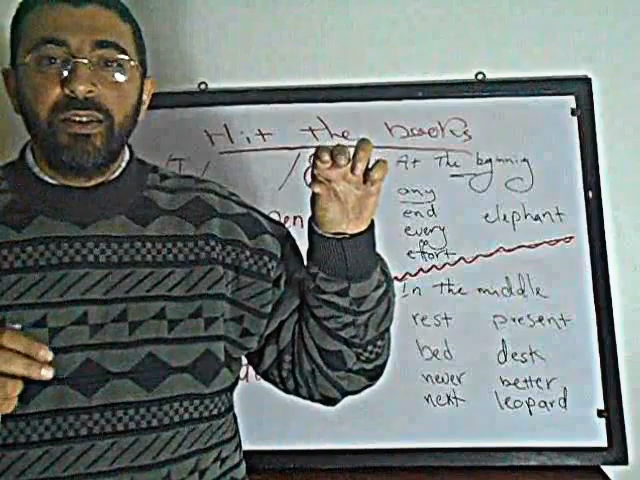 Hit the books
At the bginnig
any
end elephant
every
effort
In the middle
rest present
bed desk
never better
next leopard